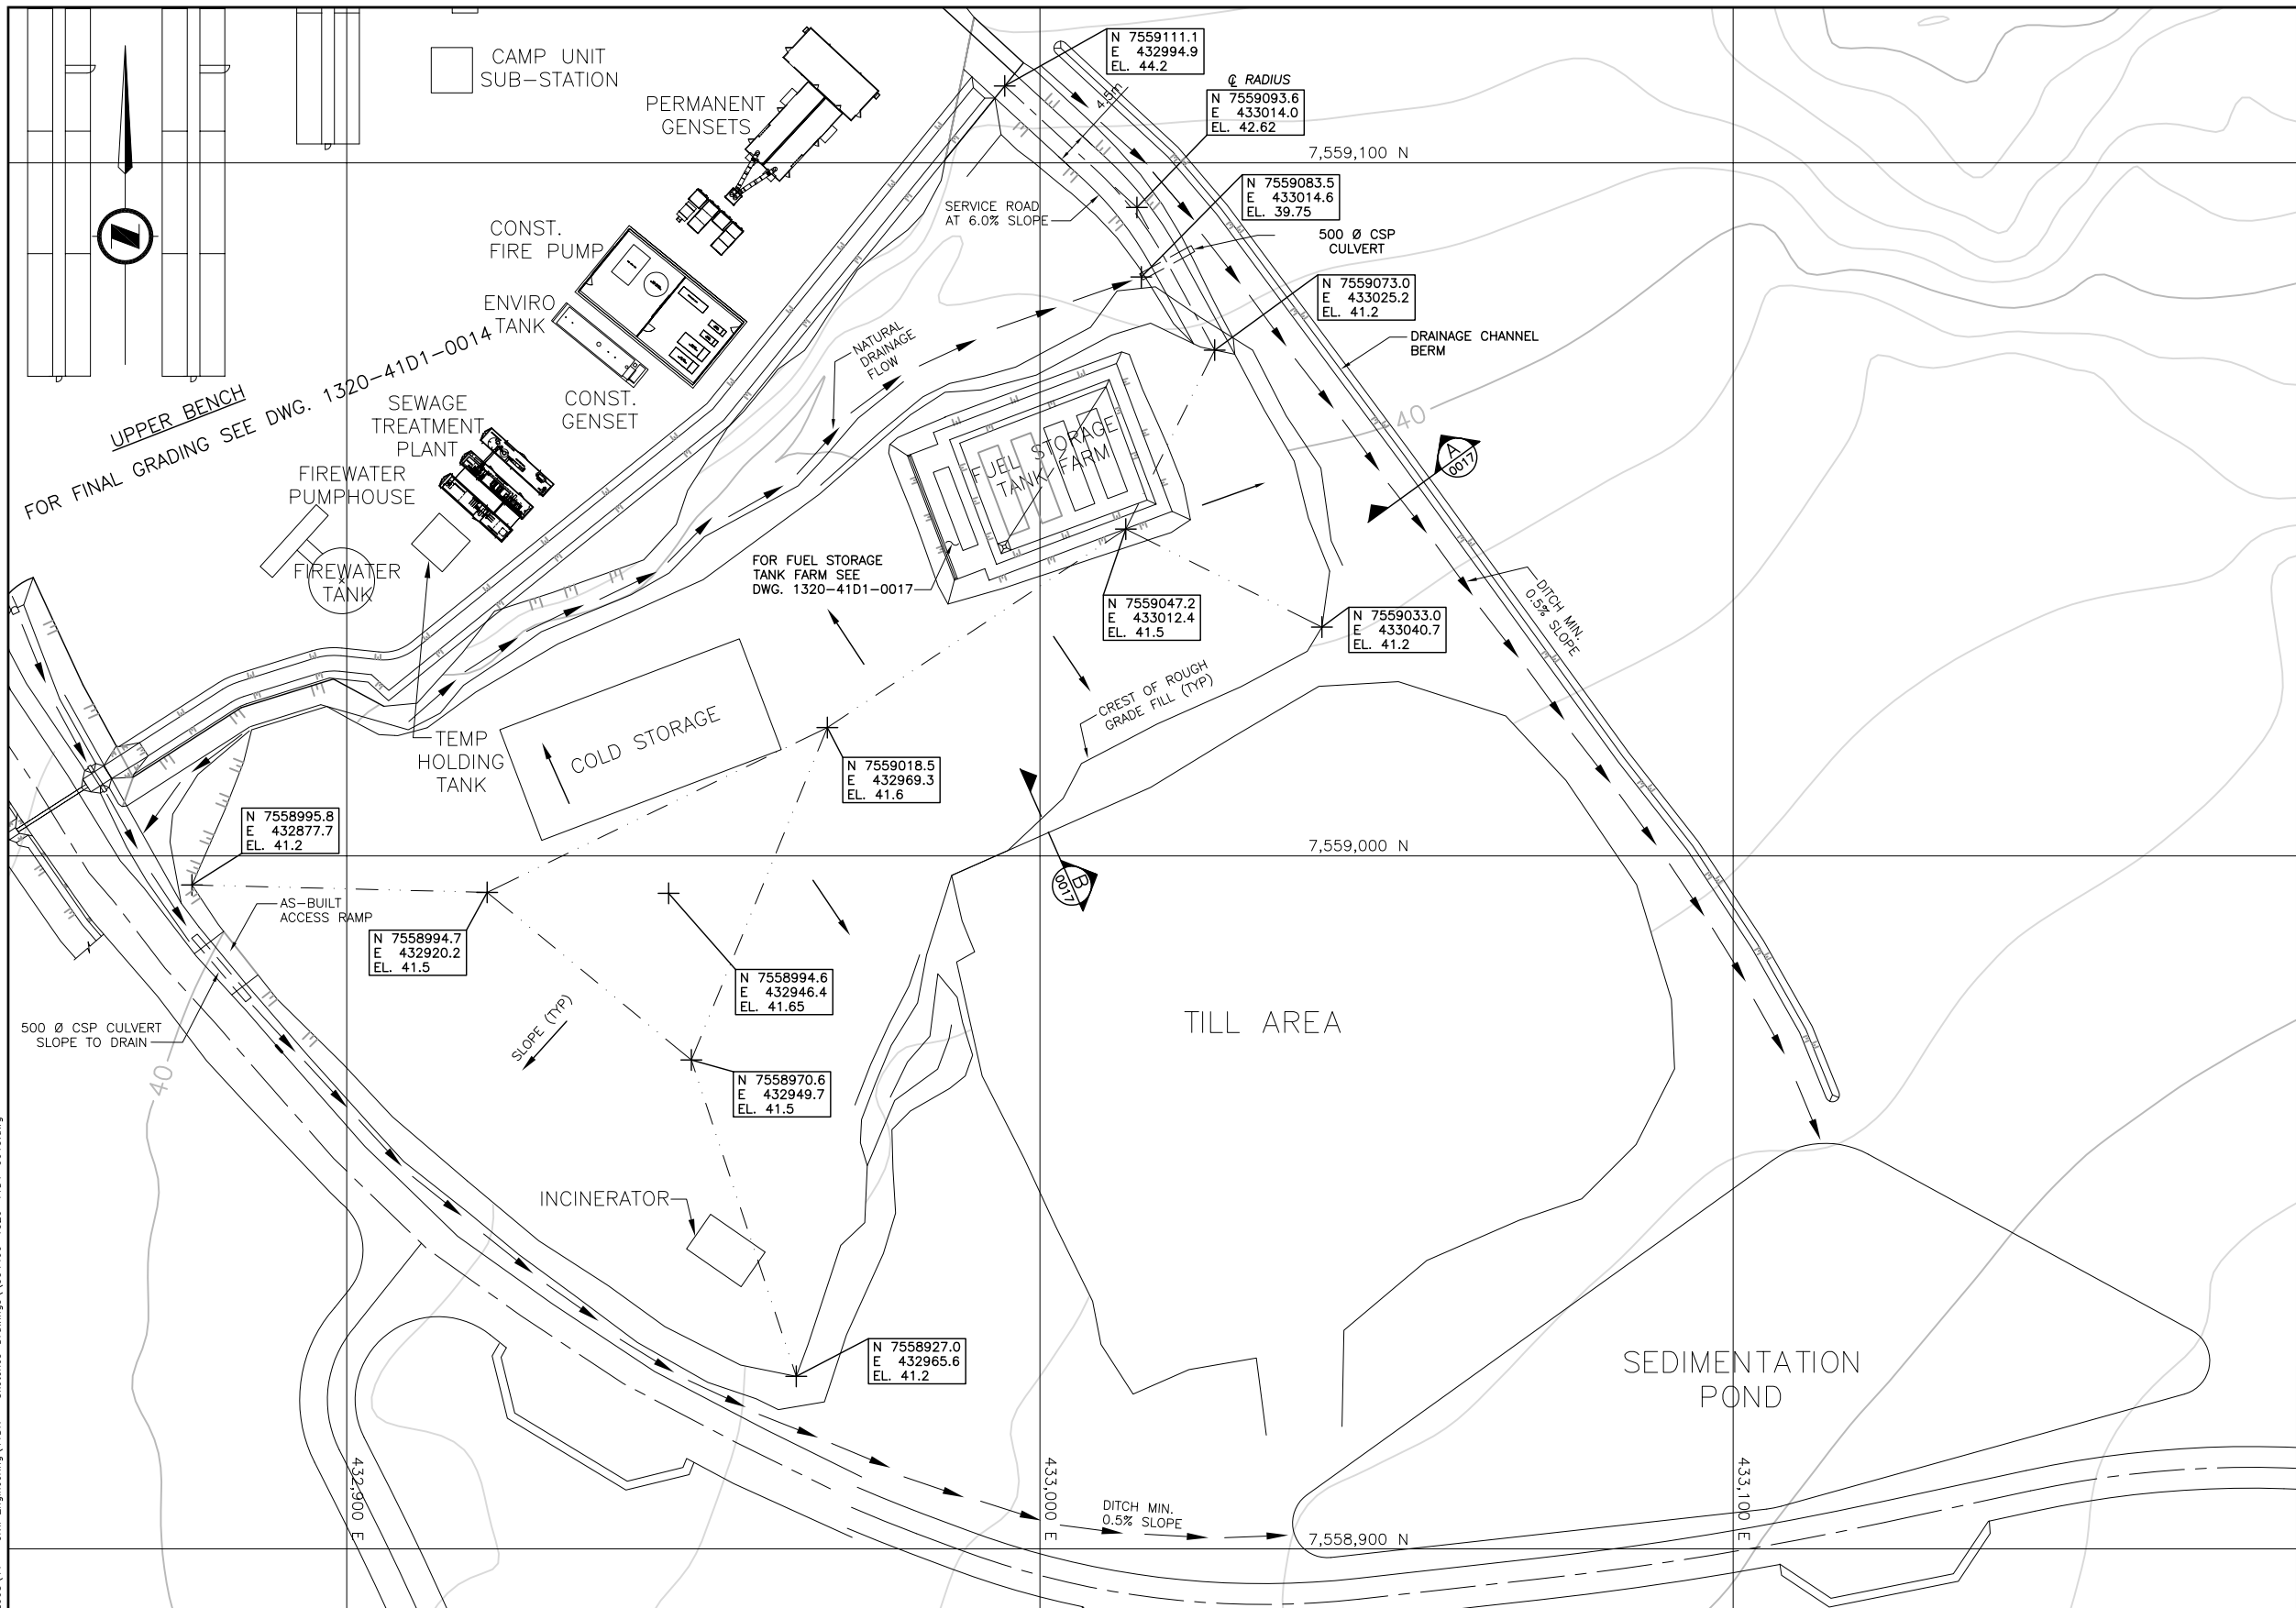 CAMP UNIT
SUB-STATION
PERMANENT
GENSETS
N 7559111.1
E 432994.9
EL. 44.2
℄ RADIUS
N 7559093.6
E 433014.0
EL. 42.62
4.5m
7,559,100 N
N 7559083.5
E 433014.6
EL. 39.75
SERVICE ROAD
AT 6.0% SLOPE
500 Ø CSP
CULVERT
CONST.
FIRE PUMP
N 7559073.0
E 433025.2
EL. 41.2
ENVIRO
TANK
NATURAL
DRAINAGE
FLOW
DRAINAGE CHANNEL
BERM
UPPER BENCH
FOR FINAL GRADING SEE DWG. 1320-41D1-0014
CONST.
GENSET
SEWAGE
TREATMENT
PLANT
40
A
0017
FUEL STORAGE
TANK FARM
FIREWATER
PUMPHOUSE
FIREWATER
TANK
FOR FUEL STORAGE
TANK FARM SEE
DWG. 1320-41D1-0017
DITCH MIN.
0.5% SLOPE
N 7559047.2
E 433012.4
EL. 41.5
N 7559033.0
E 433040.7
EL. 41.2
CREST OF ROUGH
GRADE FILL (TYP)
COLD STORAGE
TEMP
HOLDING
TANK
N 7559018.5
E 432969.3
EL. 41.6
N 7558995.8
E 432877.7
EL. 41.2
7,559,000 N
B
0017
AS-BUILT
ACCESS RAMP
N 7558994.7
E 432920.2
EL. 41.5
N 7558994.6
E 432946.4
EL. 41.65
SLOPE (TYP)
500 Ø CSP CULVERT
SLOPE TO DRAIN
40
TILL AREA
N 7558970.6
E 432949.7
EL. 41.5
INCINERATOR
N 7558927.0
E 432965.6
EL. 41.2
SEDIMENTATION
POND
432,900 E
433,000 E
433,100 E
DITCH MIN.
0.5% SLOPE
7,558,900 N